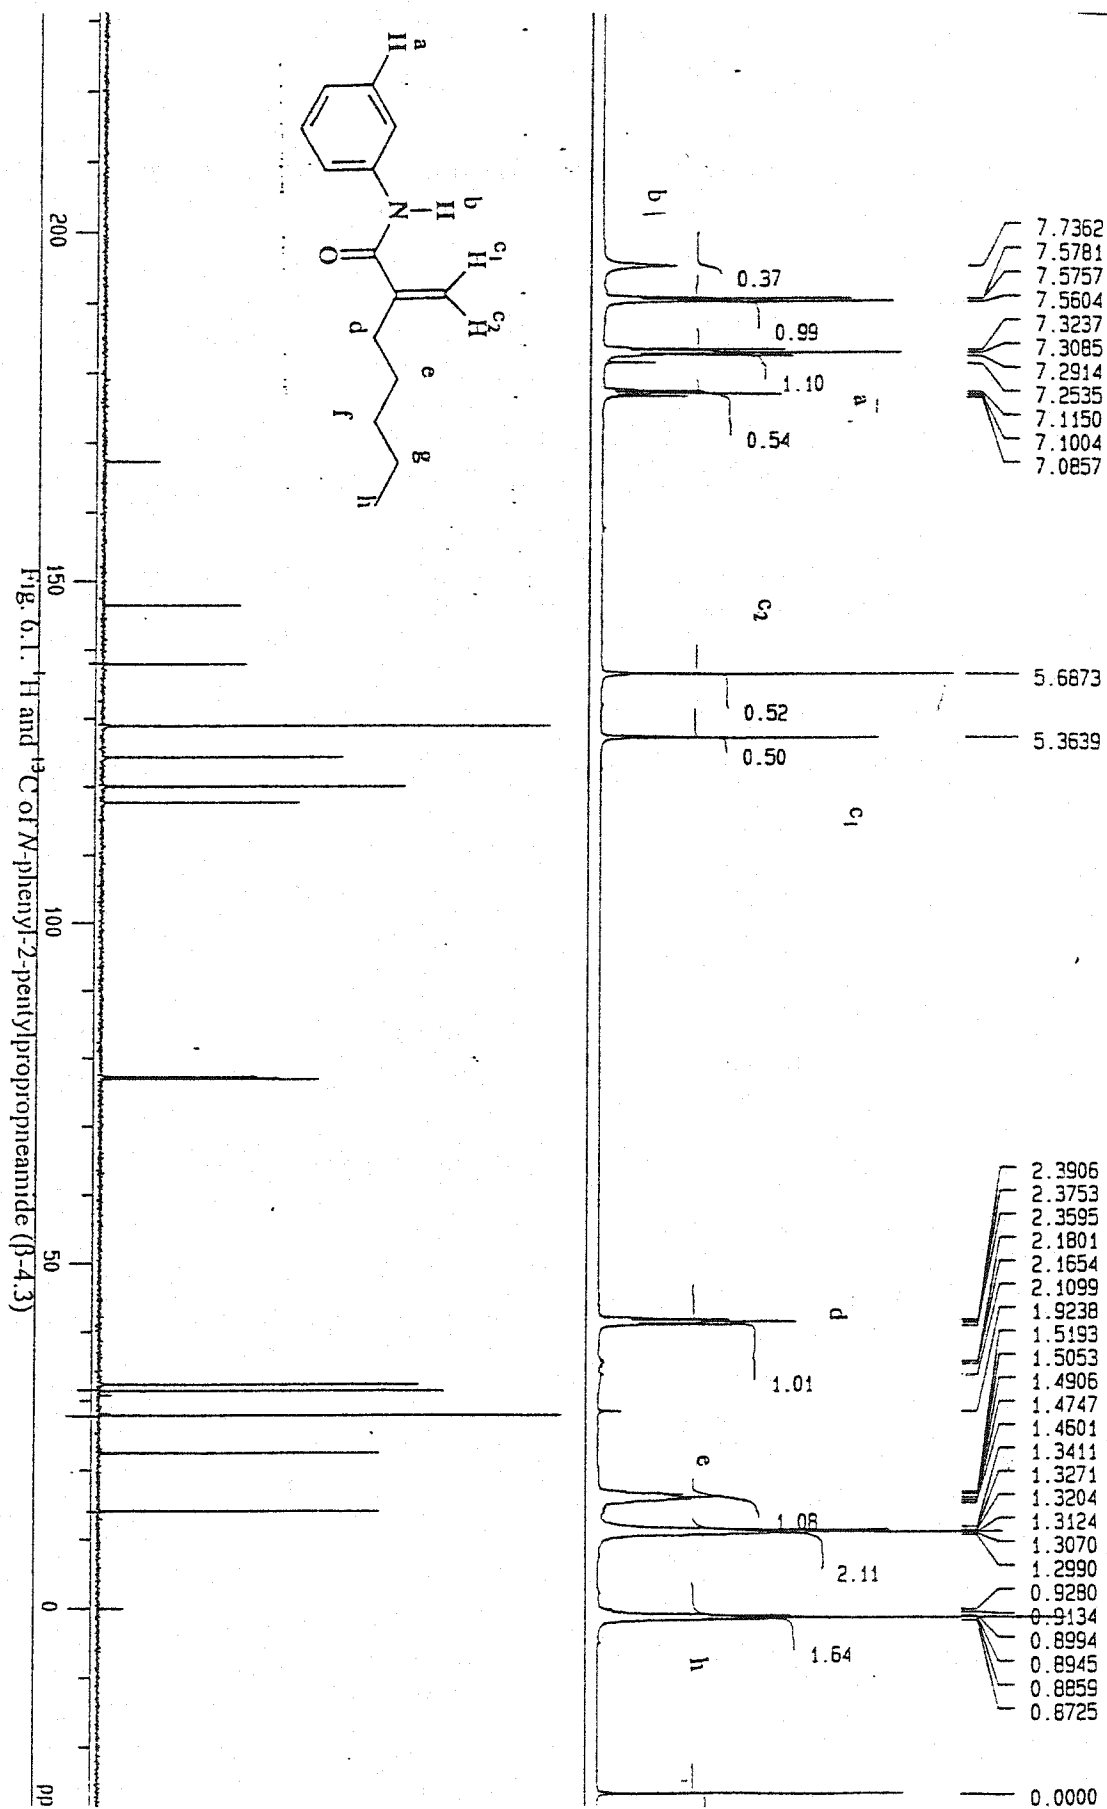 7.7362
7.5781
7.5757
7.5604
7.3237
7.3085
7.2914
7.2535
7.1150
7.1004
7.0857
5.6873
5.3639
2.3906
2.3753
2.3595
2.1801
2.1654
2.1099
1.9238
1.5193
1.5053
1.4906
1.4747
1.4601
1.3411
1.3271
1.3204
1.3124
1.3070
1.2990
0.9280
0.9134
0.8994
0.8945
0.8859
0.8725
0.0000
b
0.37
0.99
1.10
a
0.54
c2
0.52
0.50
c1
d
1.01
e
1.08
2.11
1.64
h
a
H
b
H
N
O
c1
H
c2
H
d
e
f
g
h
200
150
100
50
0
pp
Fig. 6.1. ¹H and ¹³C of N-phenyl-2-pentylpropropneamide (β-4.3)